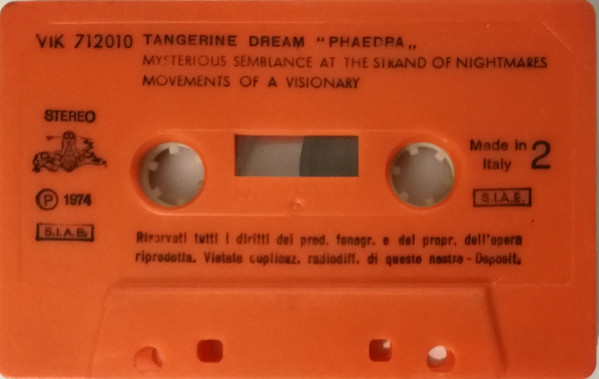 VIK 712010 TANGERINE DREAM "PHAEDRA„
MYSTERIOUS SEMBLANCE AT THE STRAND OF NIGHTMARES
MOVEMENTS OF A VISIONARY
STEREO
Ⓟ 1974
S.I.A.E.
Made in
Italy
2
S.I.A.E.
Riservati tutti i diritti del prod. fonogr. e del propr. dell'opera
riprodotta. Vietate duplicaz. radiodiff. di questo nastro - Deposit.